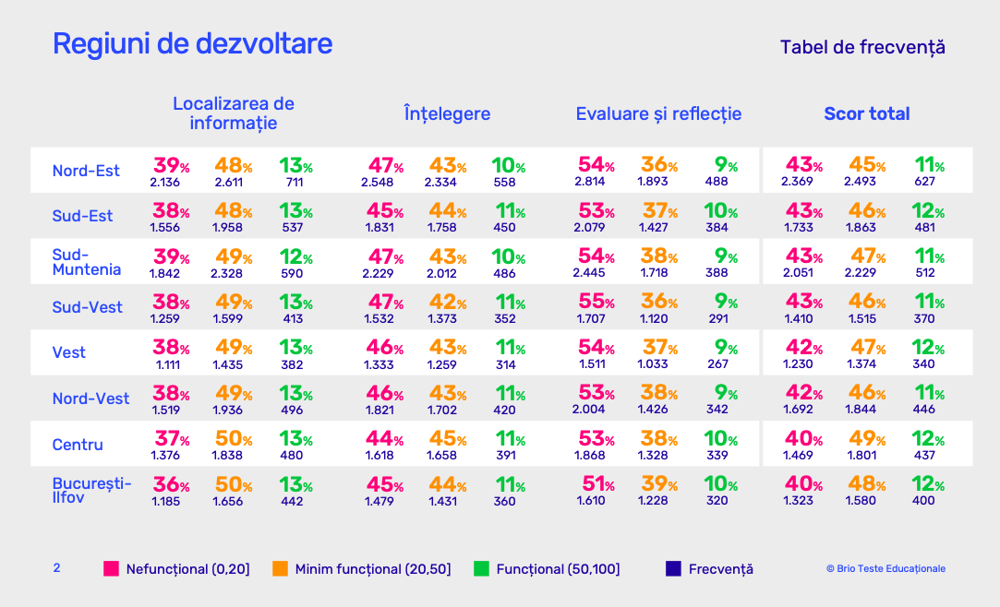 Regiuni de dezvoltare
Tabel de frecvență
Localizarea de
informație
Înțelegere
Evaluare și reflecție
Scor total
Nord-Est 39% 48% 13% 47% 43% 10% 54% 36% 9% 43% 45% 11%
2.136 2.611 711 2.548 2.334 558 2.814 1.893 488 2.369 2.493 627
Sud-Est 38% 48% 13% 45% 44% 11% 53% 37% 10% 43% 46% 12%
1.556 1.958 537 1.831 1.758 450 2.079 1.427 384 1.733 1.863 481
Sud-
Muntenia 39% 49% 12% 47% 43% 10% 54% 38% 9% 43% 47% 11%
1.842 2.328 590 2.229 2.012 486 2.445 1.718 388 2.051 2.229 512
Sud-Vest 38% 49% 13% 47% 42% 11% 55% 36% 9% 43% 46% 11%
1.259 1.599 413 1.532 1.373 352 1.707 1.120 291 1.410 1.515 370
Vest 38% 49% 13% 46% 43% 11% 54% 37% 9% 42% 47% 12%
1.111 1.435 382 1.333 1.259 314 1.511 1.033 267 1.230 1.374 340
Nord-Vest 38% 49% 13% 46% 43% 11% 53% 38% 9% 42% 46% 11%
1.519 1.936 496 1.821 1.702 420 2.004 1.426 342 1.692 1.844 446
Centru 37% 50% 13% 44% 45% 11% 53% 38% 10% 40% 49% 12%
1.376 1.838 480 1.618 1.658 391 1.868 1.328 339 1.469 1.801 437
București-
Ilfov 36% 50% 13% 45% 44% 11% 51% 39% 10% 40% 48% 12%
1.185 1.656 442 1.479 1.431 360 1.610 1.228 320 1.323 1.580 400
2 Nefuncțional (0,20] Minim funcțional (20,50] Funcțional (50,100] Frecvență © Brio Teste Educaționale